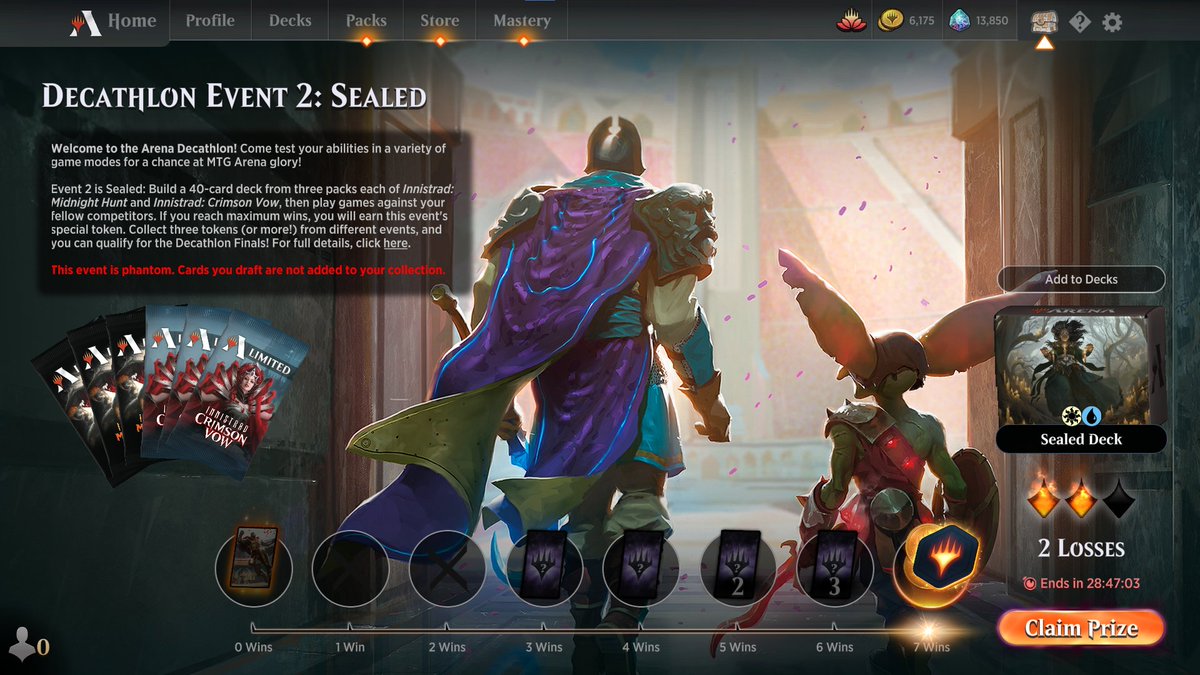 Home Profile Decks Packs Store Mastery 6,175 13,850
DECATHLON EVENT 2: SEALED
Welcome to the Arena Decathlon! Come test your abilities in a variety of
game modes for a chance at MTG Arena glory!
Event 2 is Sealed: Build a 40-card deck from three packs each of Innistrad:
Midnight Hunt and Innistrad: Crimson Vow, then play games against your
fellow competitors. If you reach maximum wins, you will earn this event's
special token. Collect three tokens (or more!) from different events, and
you can qualify for the Decathlon Finals! For full details, click here.
This event is phantom. Cards you draft are not added to your collection.
Add to Decks
ARENA
LIMITED
INNISTRAD
CRIMSON
VOW
Sealed Deck
2 LOSSES
? ? ? ?
2 3
Ends in 28:47:03
Claim Prize
0
0 Wins 1 Win 2 Wins 3 Wins 4 Wins 5 Wins 6 Wins 7 Wins